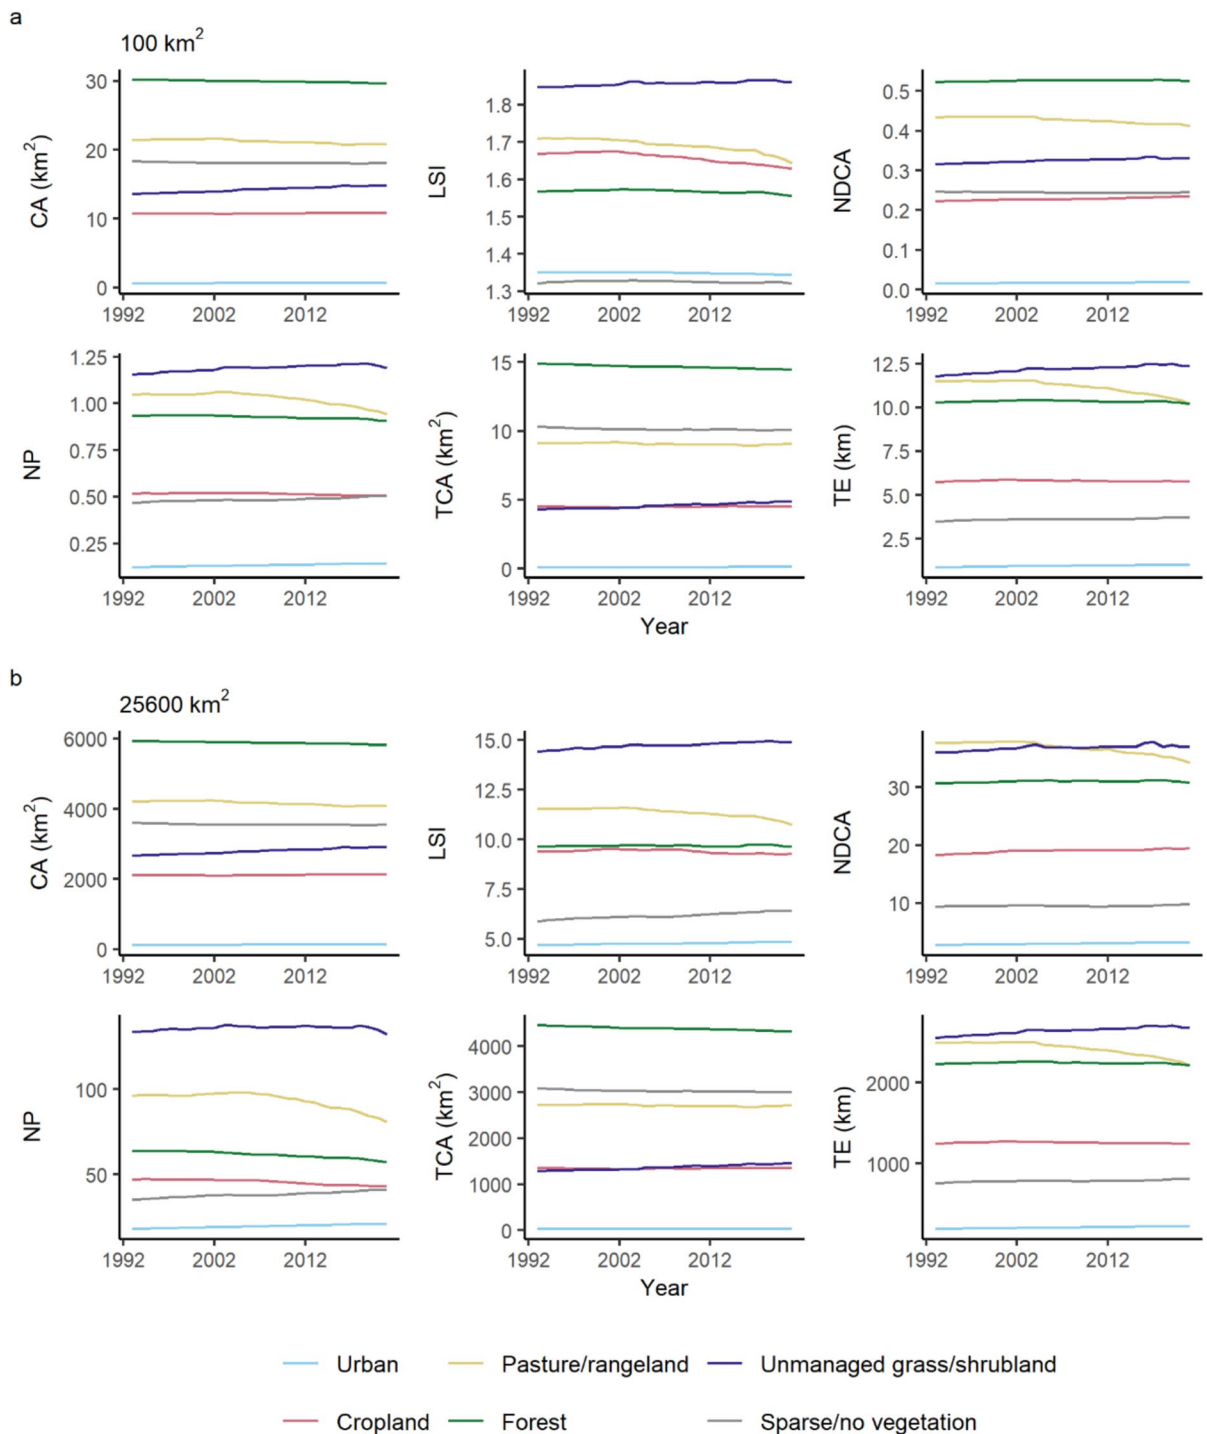 a
100 km²
CA (km²)
30
20
10
0
1992 2002 2012
LSI
1.8
1.7
1.6
1.5
1.4
1.3
1992 2002 2012
NDCA
0.5
0.4
0.3
0.2
0.1
0.0
1992 2002 2012
NP
1.25
1.00
0.75
0.50
0.25
1992 2002 2012
TCA (km²)
15
10
5
0
1992 2002 2012
TE (km)
12.5
10.0
7.5
5.0
2.5
1992 2002 2012
Year
b
25600 km²
CA (km²)
6000
4000
2000
0
1992 2002 2012
LSI
15.0
12.5
10.0
7.5
5.0
1992 2002 2012
NDCA
30
20
10
1992 2002 2012
NP
100
50
1992 2002 2012
TCA (km²)
4000
3000
2000
1000
0
1992 2002 2012
TE (km)
2000
1000
1992 2002 2012
Year
Urban Pasture/rangeland Unmanaged grass/shrubland
Cropland Forest Sparse/no vegetation